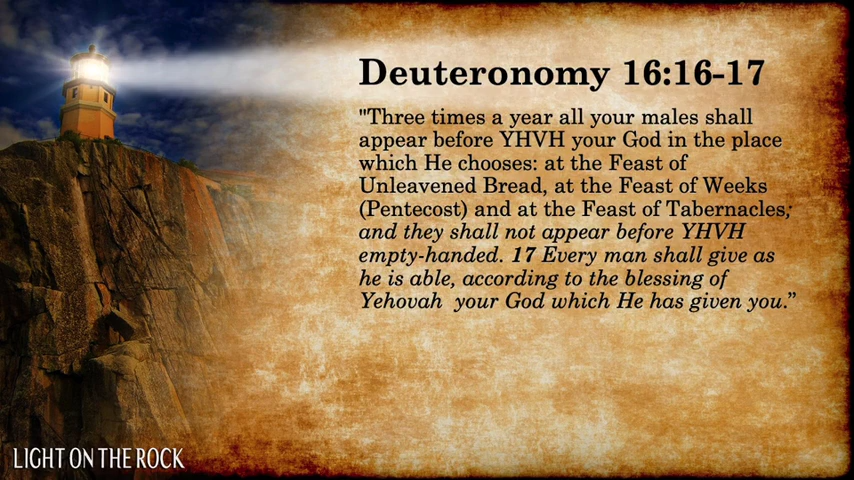 Deuteronomy 16:16-17
"Three times a year all your males shall
appear before YHVH your God in the place
which He chooses: at the Feast of
Unleavened Bread, at the Feast of Weeks
(Pentecost) and at the Feast of Tabernacles;
and they shall not appear before YHVH
empty-handed. 17 Every man shall give as
he is able, according to the blessing of
Yehovah  your God which He has given you.”
LIGHT ON THE ROCK